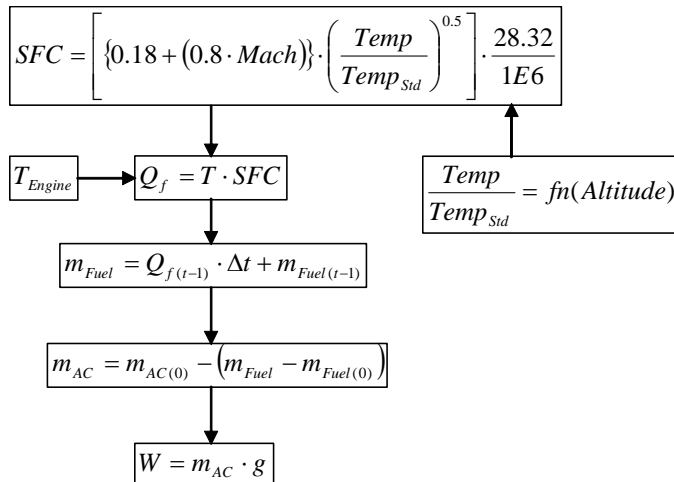 SFC = [{0.18 + (0.8 · Mach)} · (Temp / Temp_Std)^0.5] · 28.32 / 1E6
T_Engine
Q_f = T · SFC
Temp / Temp_Std = fn(Altitude)
m_Fuel = Q_f(t−1) · Δt + m_Fuel(t−1)
m_AC = m_AC(0) − (m_Fuel − m_Fuel(0))
W = m_AC · g